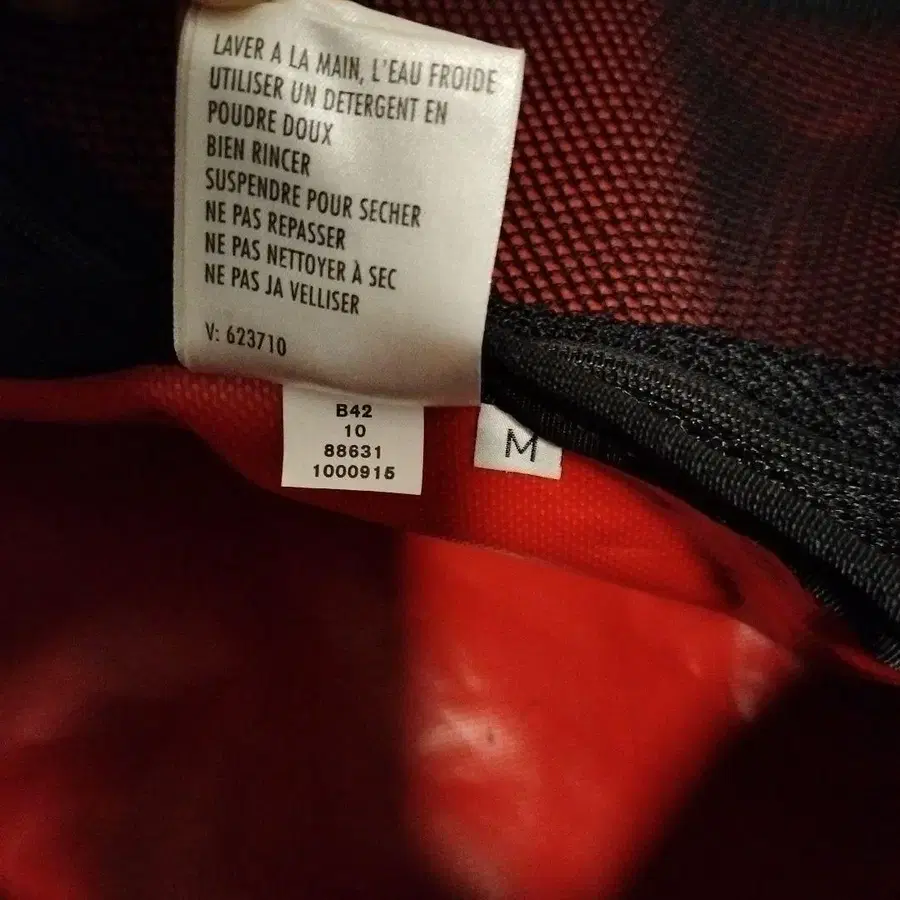 LAVER A LA MAIN, L'EAU FROIDE
UTILISER UN DETERGENT EN
POUDRE DOUX
BIEN RINCER
SUSPENDRE POUR SECHER
NE PAS REPASSER
NE PAS NETTOYER À SEC
NE PAS JA VELLISER
V: 623710
B42
10
88631
1000915
M